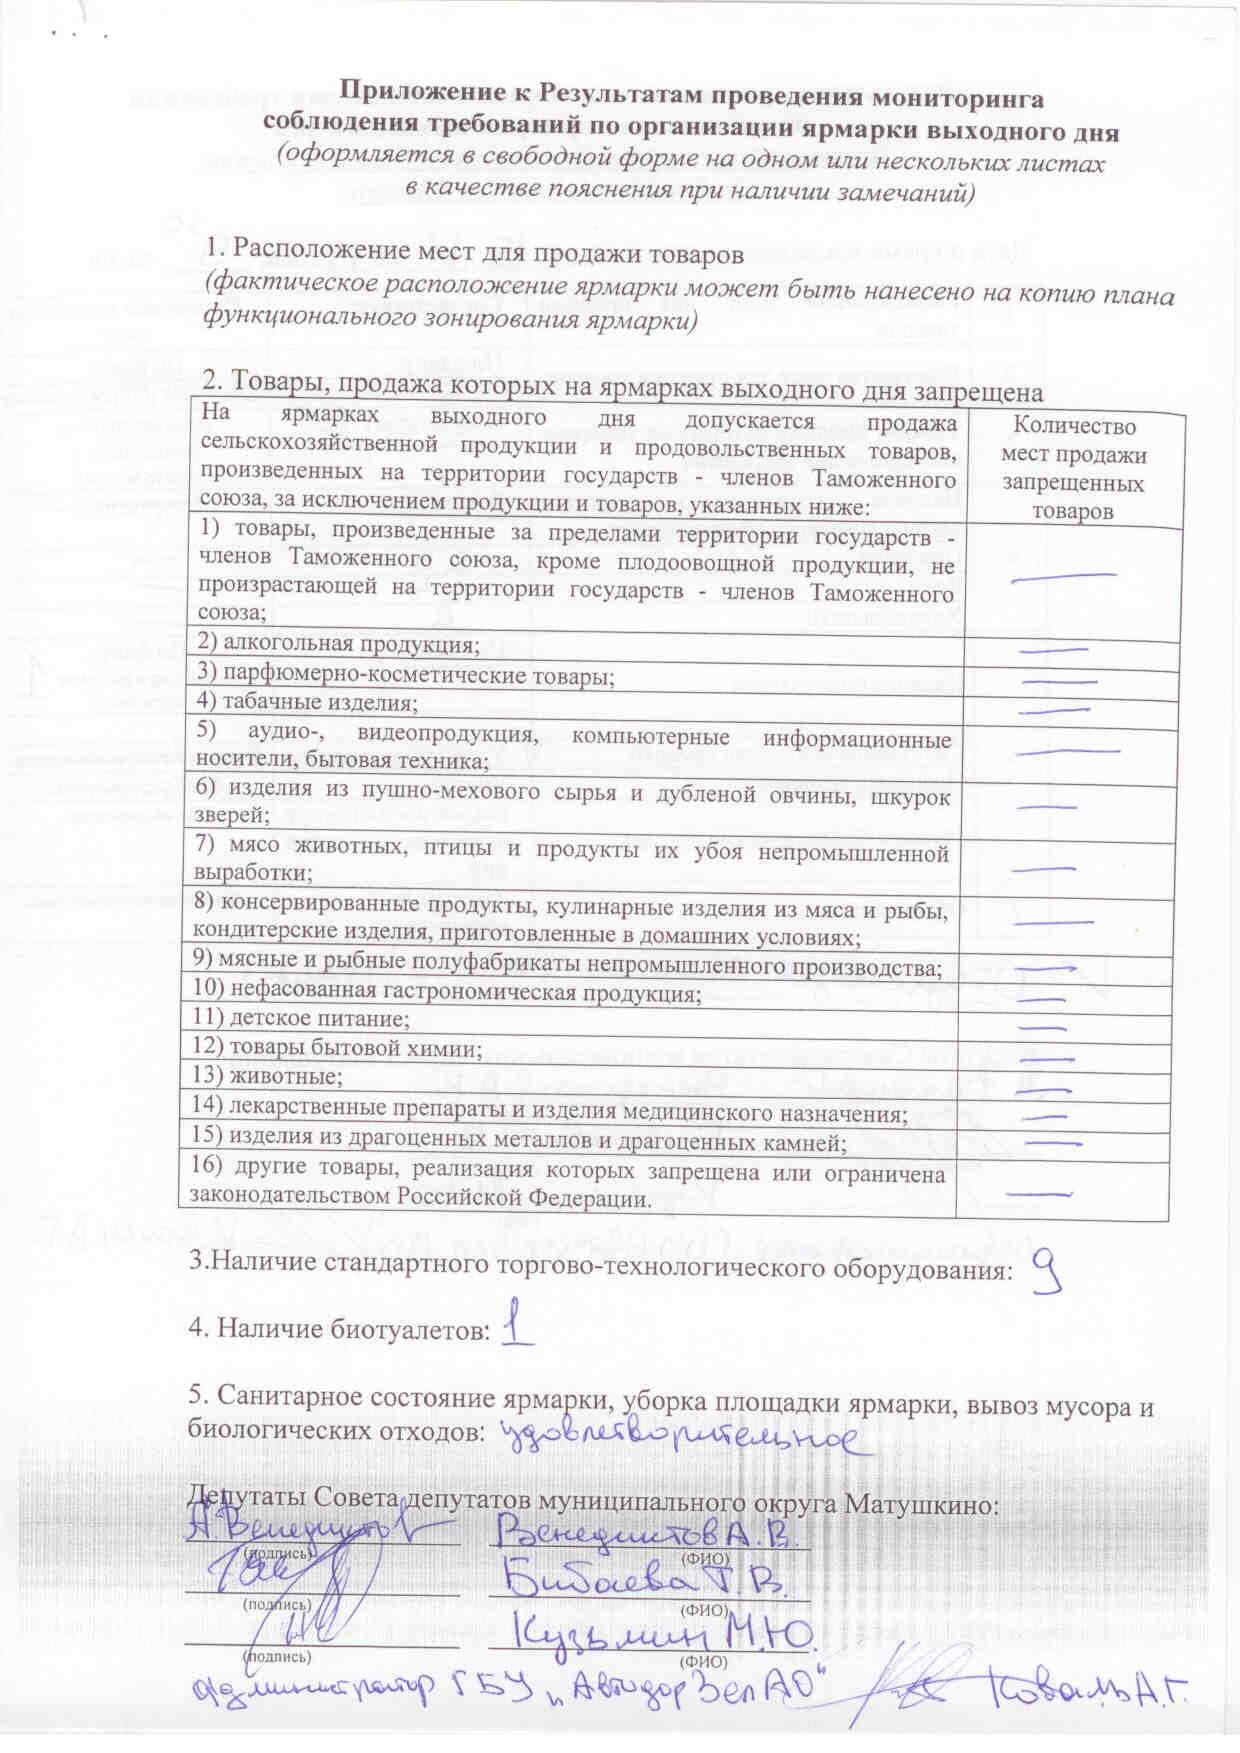 Приложение к Результатам проведения мониторинга
соблюдения требований по организации ярмарки выходного дня
(оформляется в свободной форме на одном или нескольких листах
в качестве пояснения при наличии замечаний)
1. Расположение мест для продажи товаров
(фактическое расположение ярмарки может быть нанесено на копию плана
функционального зонирования ярмарки)
2. Товары, продажа которых на ярмарках выходного дня запрещена
На ярмарках выходного дня допускается продажа
сельскохозяйственной продукции и продовольственных товаров,
произведенных на территории государств - членов Таможенного
союза, за исключением продукции и товаров, указанных ниже:
Количество
мест продажи
запрещенных
товаров
1) товары, произведенные за пределами территории государств -
членов Таможенного союза, кроме плодоовощной продукции, не
произрастающей на территории государств - членов Таможенного
союза;
—
2) алкогольная продукция;
—
3) парфюмерно-косметические товары;
—
4) табачные изделия;
—
5) аудио-, видеопродукция, компьютерные информационные
носители, бытовая техника;
—
6) изделия из пушно-мехового сырья и дубленой овчины, шкурок
зверей;
—
7) мясо животных, птицы и продукты их убоя непромышленной
выработки;
—
8) консервированные продукты, кулинарные изделия из мяса и рыбы,
кондитерские изделия, приготовленные в домашних условиях;
—
9) мясные и рыбные полуфабрикаты непромышленного производства;
—
10) нефасованная гастрономическая продукция;
—
11) детское питание;
—
12) товары бытовой химии;
—
13) животные;
—
14) лекарственные препараты и изделия медицинского назначения;
—
15) изделия из драгоценных металлов и драгоценных камней;
—
16) другие товары, реализация которых запрещена или ограничена
законодательством Российской Федерации.
—
3.Наличие стандартного торгово-технологического оборудования: 9
4. Наличие биотуалетов: 1
5. Санитарное состояние ярмарки, уборка площадки ярмарки, вывоз мусора и
биологических отходов: удовлетворительное
Депутаты Совета депутатов муниципального округа Матушкино:
А.Венедиктов Венедиктов А.В.
(подпись) (ФИО)
Бибаева Т.В.
(подпись) (ФИО)
Кузьмин М.Ю.
(подпись) (ФИО)
администратор ГБУ „АвтодорЗелАО" Коваль А.Г.